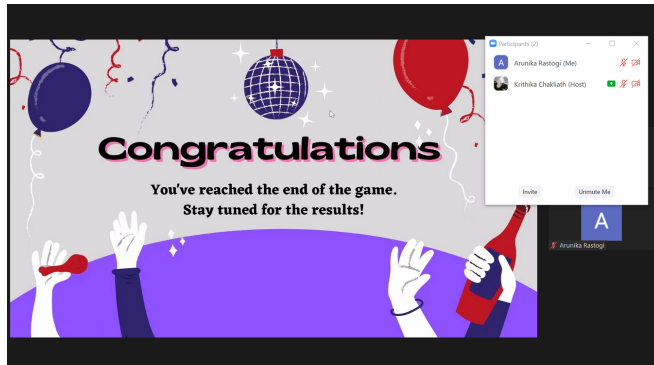 Participants (2)
A Arunika Rastogi (Me)
Krithika Chakliath (Host)
Congratulations
You've reached the end of the game.
Stay tuned for the results!
Invite Unmute Me
A
Arunika Rastogi